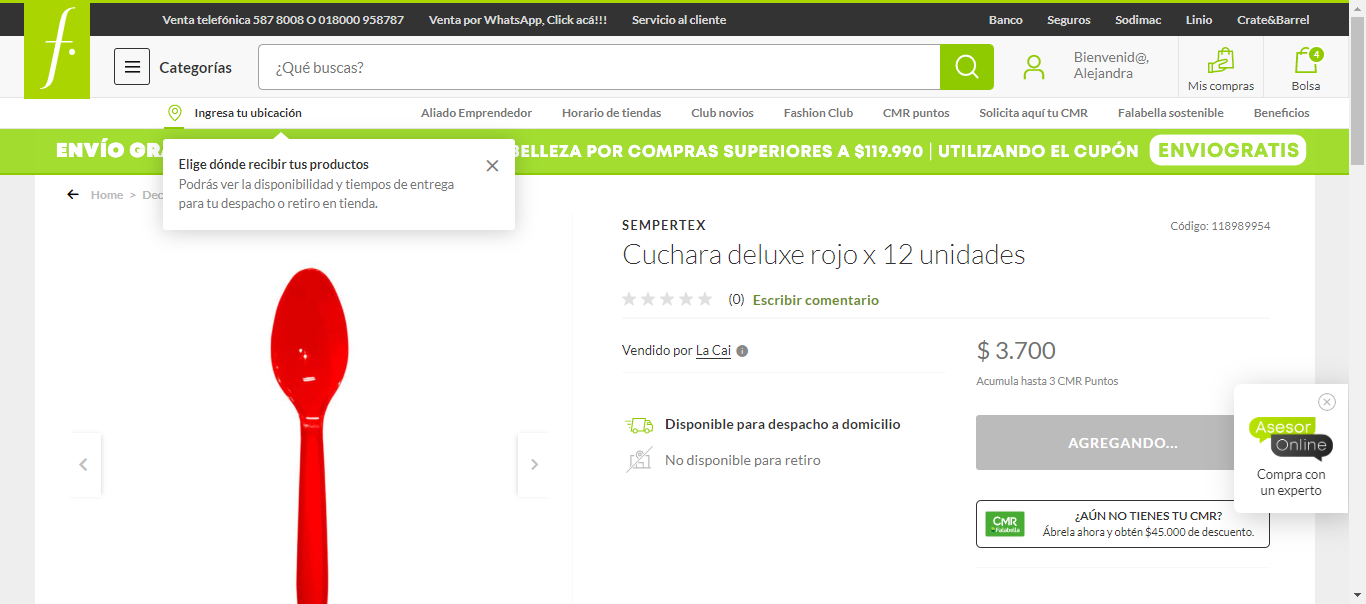 Venta telefónica 587 8008 O 018000 958787 Venta por WhatsApp, Click acá!!! Servicio al cliente Banco Seguros Sodimac Linio Crate&Barrel
f.
Categorías
¿Qué buscas?
Bienvenid@,
Alejandra
Mis compras
4
Bolsa
Ingresa tu ubicación Aliado Emprendedor Horario de tiendas Club novios Fashion Club CMR puntos Solicita aquí tu CMR Falabella sostenible Beneficios
ENVÍO GRA BELLEZA POR COMPRAS SUPERIORES A $119.990 | UTILIZANDO EL CUPÓN ENVIOGRATIS
Elige dónde recibir tus productos
Podrás ver la disponibilidad y tiempos de entrega
para tu despacho o retiro en tienda.
Home > Dec
SEMPERTEX
Código: 118989954
Cuchara deluxe rojo x 12 unidades
(0) Escribir comentario
Vendido por La Cai
$ 3.700
Acumula hasta 3 CMR Puntos
Disponible para despacho a domicilio
No disponible para retiro
AGREGANDO...
Asesor
Online
Compra con
un experto
CMR
Falabella
¿AÚN NO TIENES TU CMR?
Ábrela ahora y obtén $45.000 de descuento.